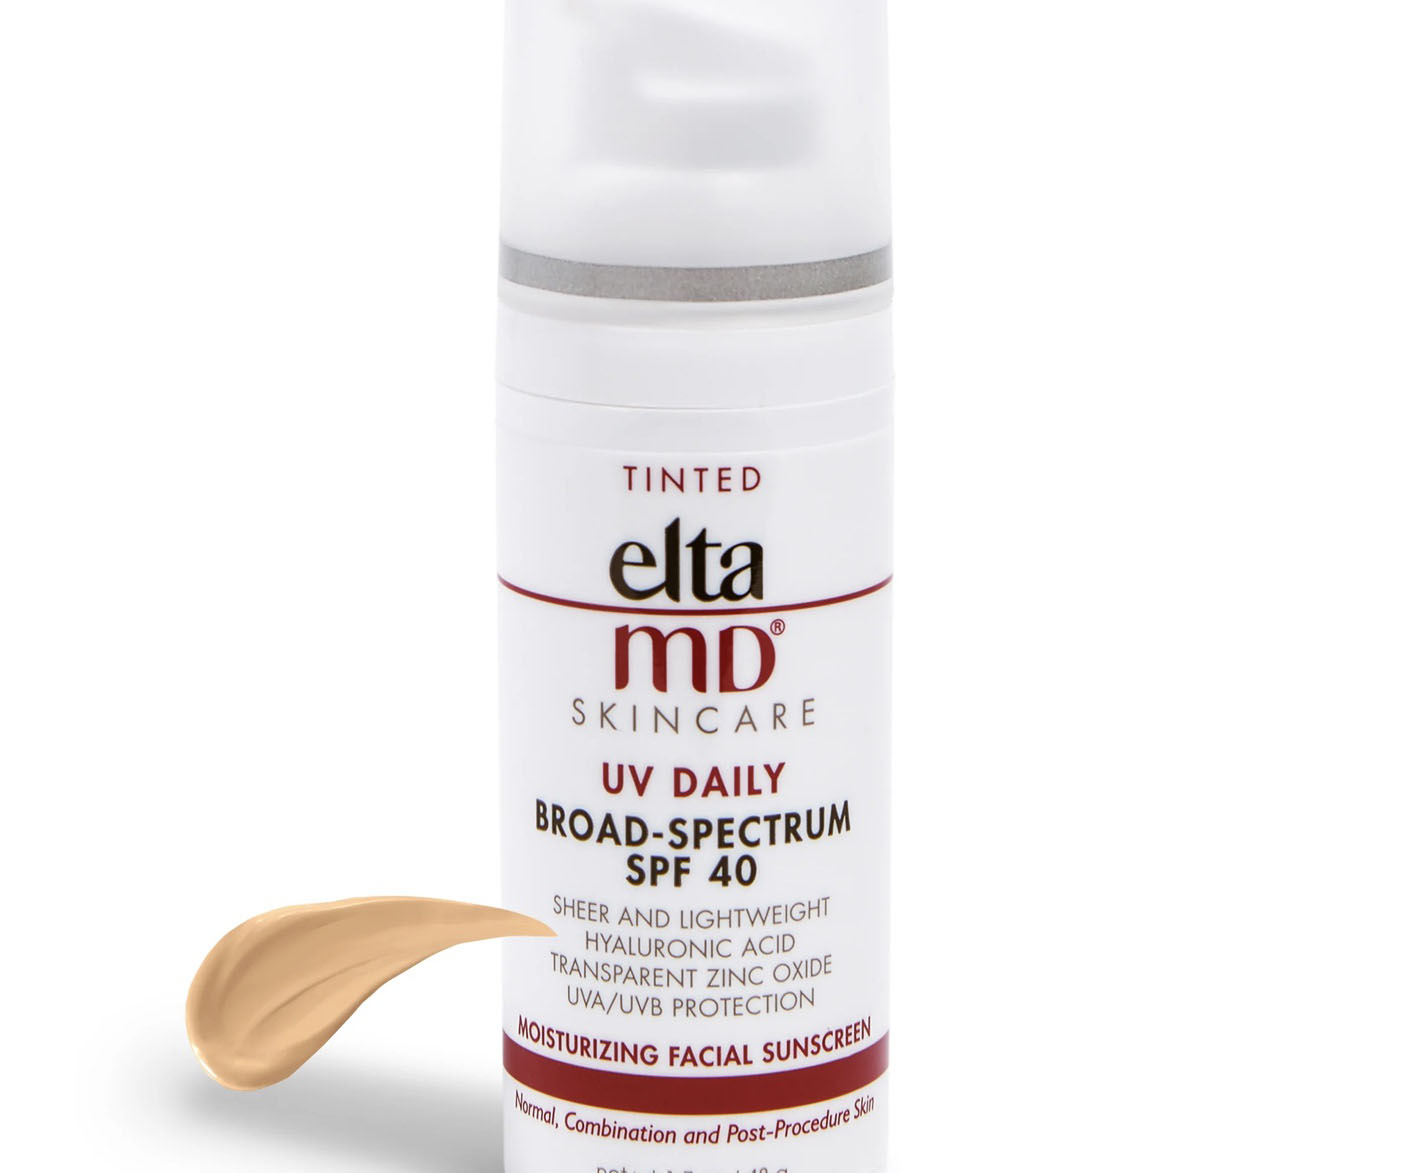 TINTED
elta
MD®
SKINCARE
UV DAILY
BROAD-SPECTRUM
SPF 40
SHEER AND LIGHTWEIGHT
HYALURONIC ACID
TRANSPARENT ZINC OXIDE
UVA/UVB PROTECTION
MOISTURIZING FACIAL SUNSCREEN
Normal, Combination and Post-Procedure Skin